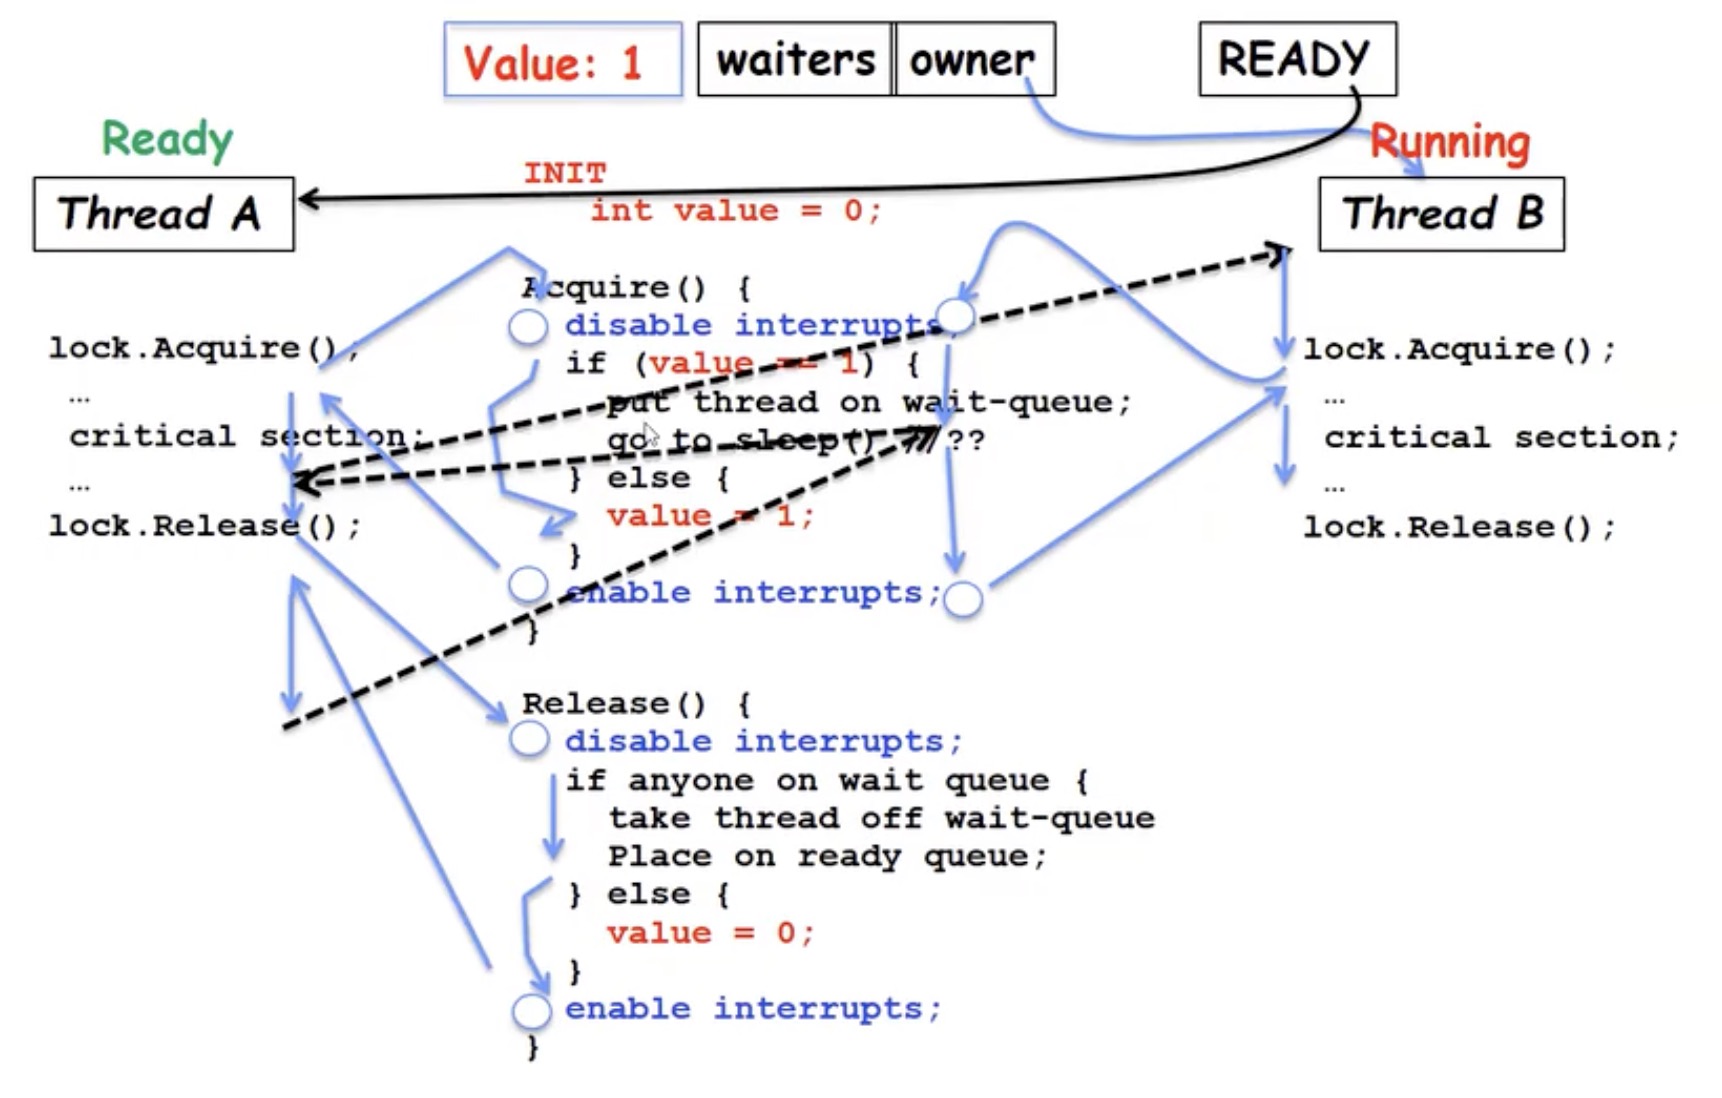 Value: 1
waiters
owner
READY
Ready
Running
Thread A
INIT
int value = 0;
Thread B
Acquire() {
disable interrupts;
if (value == 1) {
put thread on wait-queue;
go to sleep() //??
} else {
value = 1;
}
enable interrupts;
}
lock.Acquire();
…
critical section;
…
lock.Release();
lock.Acquire();
…
critical section;
…
lock.Release();
Release() {
disable interrupts;
if anyone on wait queue {
take thread off wait-queue
Place on ready queue;
} else {
value = 0;
}
enable interrupts;
}